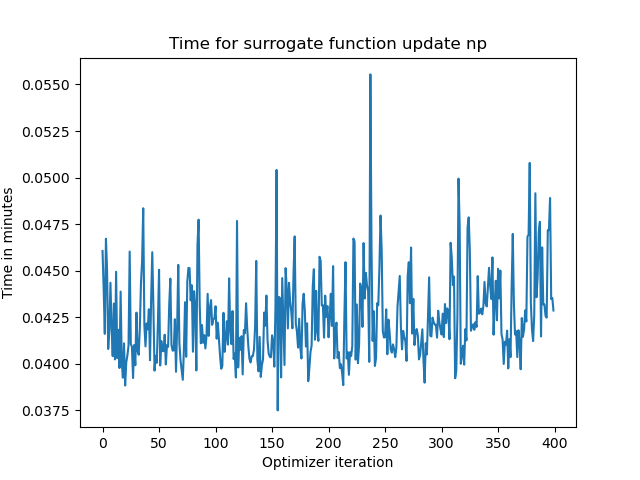 Time for surrogate function update np
0.0550
0.0525
0.0500
0.0475
0.0450
0.0425
0.0400
0.0375
Time in minutes
0 50 100 150 200 250 300 350 400
Optimizer iteration